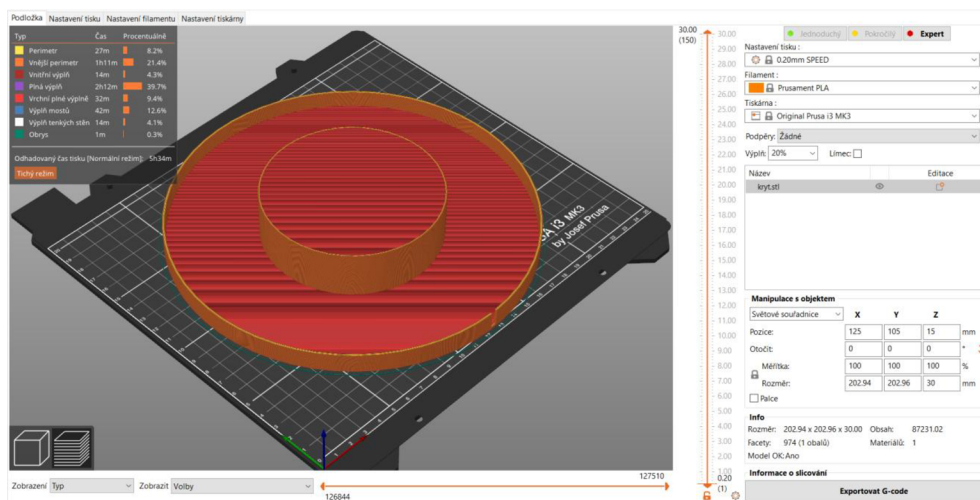 Podložka Nastavení tisku Nastavení filamentu Nastavení tiskárny
Typ Čas Procentuálně
Perimetr 27m 8.2%
Vnější perimetr 1h11m 21.4%
Vnitřní výplň 14m 4.3%
Plná výplň 2h12m 39.7%
Vrchní plné výplně 32m 9.4%
Výplň mostů 42m 12.6%
Výplň tenkých stěn 14m 4.1%
Obrys 1m 0.3%
Odhadovaný čas tisku [Normální režim]: 5h34m
Tichý režim
i3 MK3
by Josef Prusa
Zobrazení Typ Zobrazit Volby
127510
126844
30.00
(150)
30.00
29.00
28.00
27.00
26.00
25.00
24.00
23.00
22.00
21.00
20.00
19.00
18.00
17.00
16.00
15.00
14.00
13.00
12.00
11.00
10.00
9.00
8.00
7.00
6.00
5.00
4.00
3.00
2.00
1.00
0.20
(1)
Jednoduchý Pokročilý Expert
Nastavení tisku :
0.20mm SPEED
Filament :
Prusament PLA
Tiskárna :
Original Prusa i3 MK3
Podpěry: Žádné
Výplň: 20% Límec:
Název Editace
kryt.stl
Manipulace s objektem
Světové souřadnice X Y Z
Pozice: 125 105 15 mm
Otočit: 0 0 0 °
Měřítka: 100 100 100 %
Rozměr: 202.94 202.96 30 mm
Palce
Info
Rozměr: 202.94 x 202.96 x 30.00 Obsah: 87231.02
Facety: 974 (1 obalů) Materiálů: 1
Model OK: Ano
Informace o slicování
Exportovat G-code